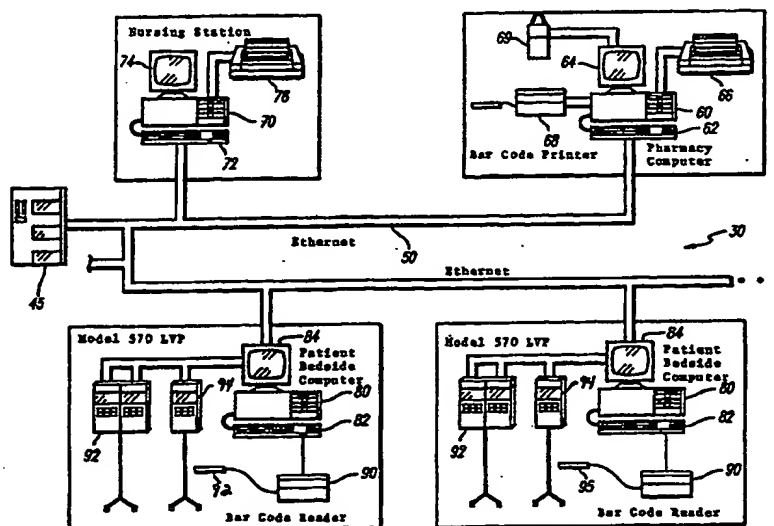 Nursing Station
74
76
70
72
69
64
66
60
68
62
Bar Code Printer
Pharmacy
Computer
45
Ethernet
50
30
Ethernet
Model 570 LVP
84
Patient
Bedside
Computer
94
80
82
92
92
90
Bar Code Reader
Model 570 LVP
84
Patient
Bedside
Computer
94
80
82
92
95
90
Bar Code Reader